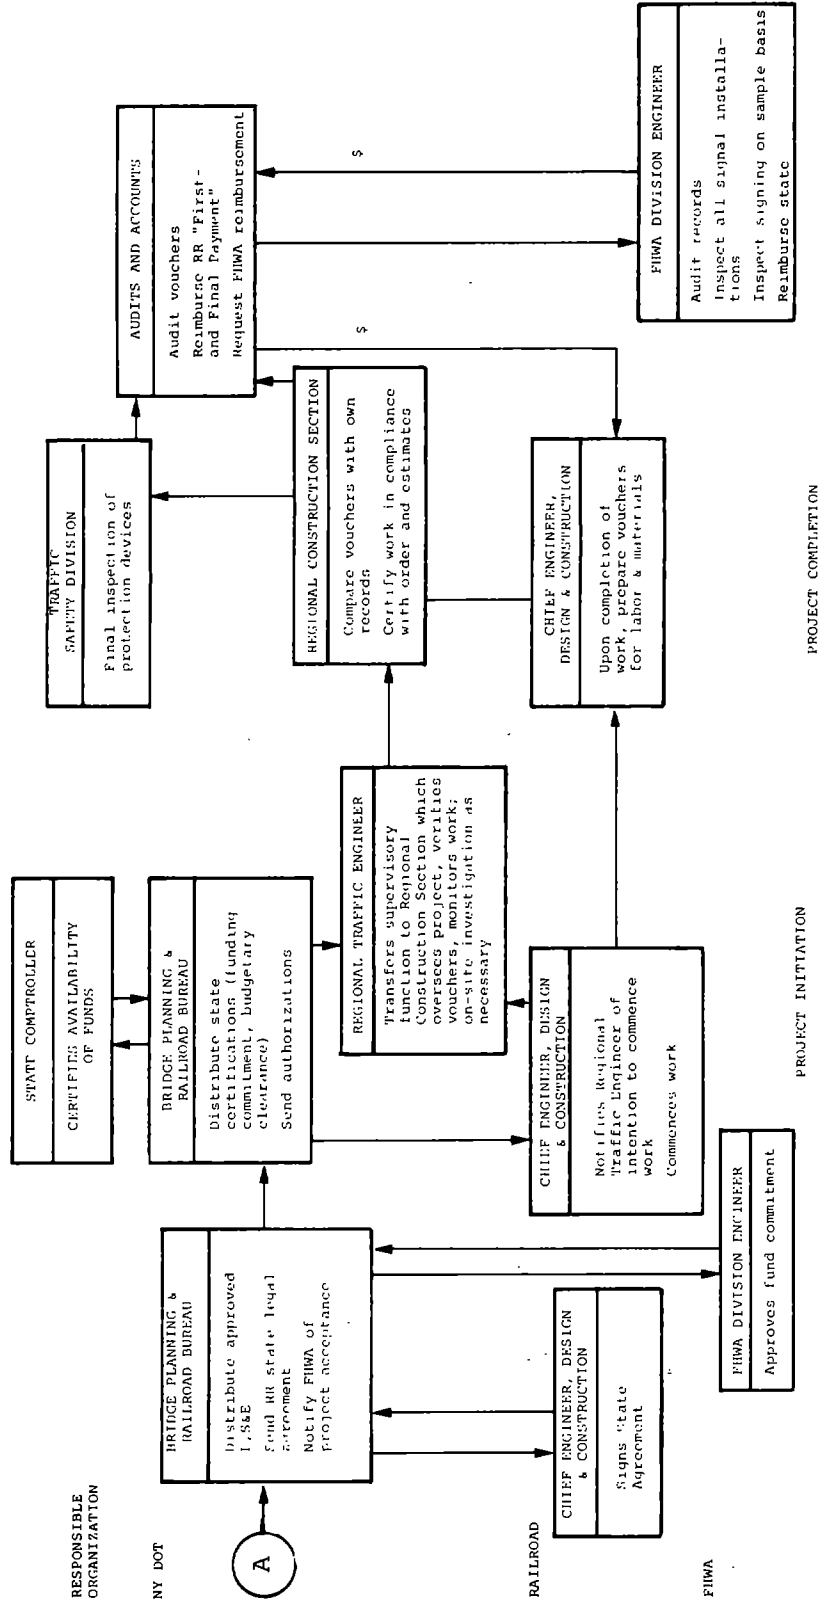 RESPONSIBLE
ORGANIZATION
NY DOT
RAILROAD
FHWA
A
BRIDGE PLANNING &
RAILROAD BUREAU
Distribute approved
Send RR state legal
agreement
Notify FHWA of
project acceptance
CHIEF ENGINEER, DESIGN
& CONSTRUCTION
Signs State
Agreement
FHWA DIVISION ENGINEER
Approves fund commitment
STATE COMPTROLLER
CERTIFIES AVAILABILITY
OF FUNDS
BRIDGE PLANNING &
RAILROAD BUREAU
Distribute state
certifications (funding
commitment, budgetary
clearance)
Send authorizations
CHIEF ENGINEER, DESIGN
& CONSTRUCTION
Notifies Regional
Traffic Engineer of
intention to commence
work
Commences work
REGIONAL TRAFFIC ENGINEER
Transfers supervisory
function to Regional
Construction Section which
oversees project, verifies
vouchers, monitors work;
on-site investigation as
necessary
PROJECT INITIATION
TRAFFIC
SAFETY DIVISION
Final inspection of
protection devices
REGIONAL CONSTRUCTION SECTION
Compare vouchers with own
records
Certify work in compliance
with order and estimates
CHIEF ENGINEER,
DESIGN & CONSTRUCTION
Upon completion of
work, prepare vouchers
for labor & materials
AUDITS AND ACCOUNTS
Audit vouchers
Reimburse RR "First-
and Final Payment"
Request FHWA reimbursement
$
$
FHWA DIVISION ENGINEER
Audit records
Inspect all signal installa-
tions
Inspect signing on sample basis
Reimburse state
PROJECT COMPLETION